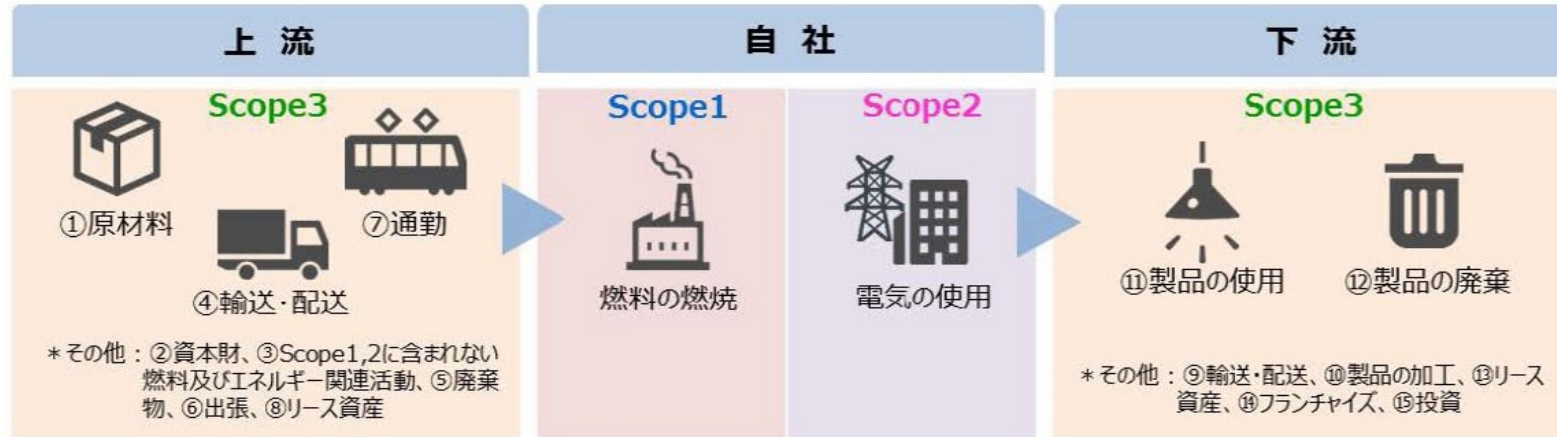 上 流
自 社
下 流
Scope3
①原材料
⑦通勤
④輸送・配送
＊その他：②資本財、③Scope1,2に含まれない
燃料及びエネルギー関連活動、⑤廃棄
物、⑥出張、⑧リース資産
Scope1
燃料の燃焼
Scope2
電気の使用
Scope3
⑪製品の使用
⑫製品の廃棄
＊その他：⑨輸送・配送、⑩製品の加工、⑬リース
資産、⑭フランチャイズ、⑮投資